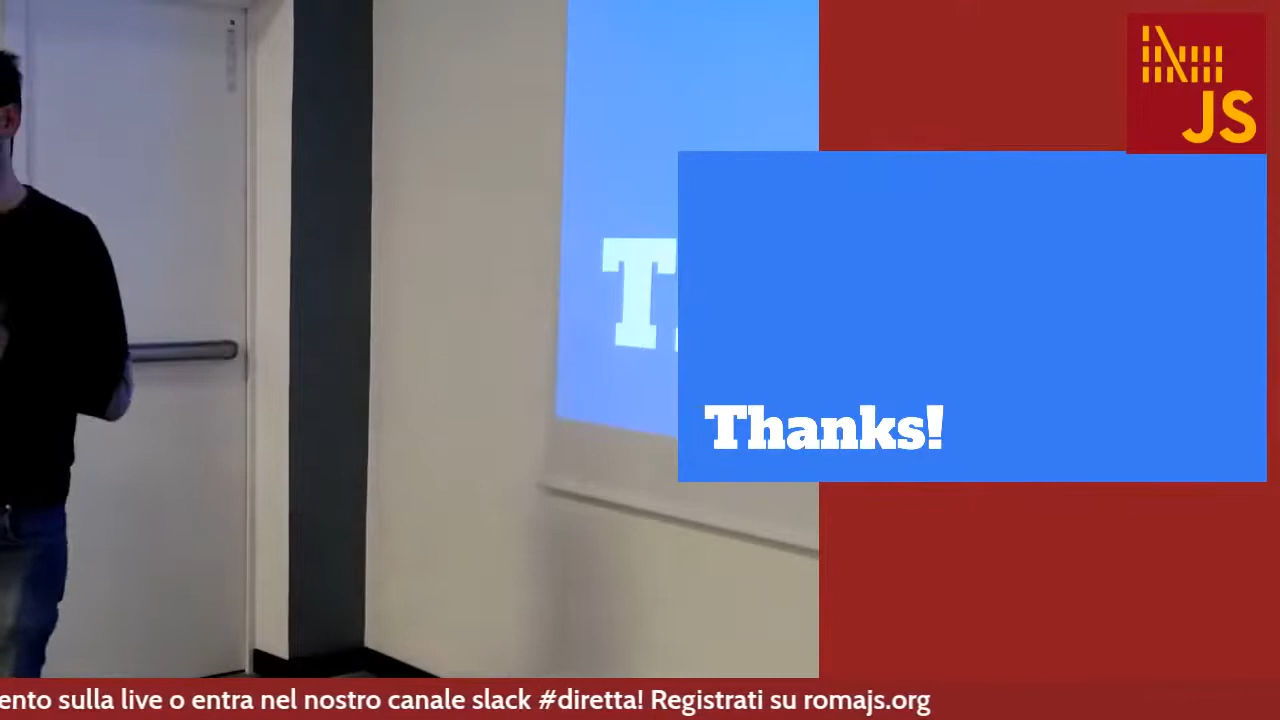 JS
T
Thanks!
ento sulla live o entra nel nostro canale slack #diretta! Registrati su romajs.org